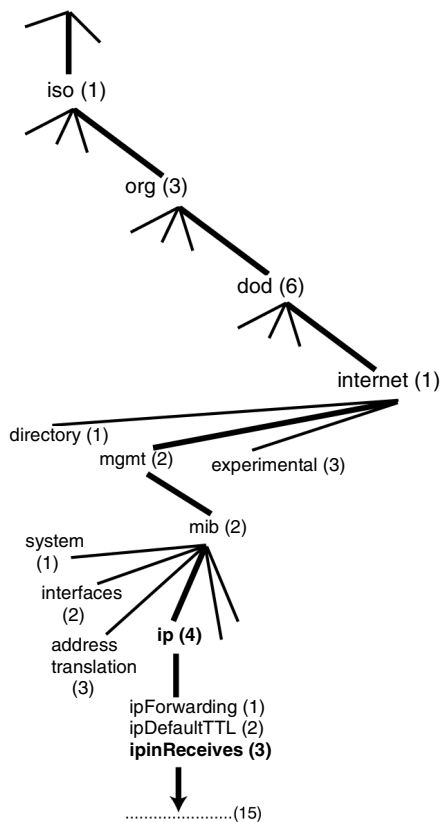 iso (1)
org (3)
dod (6)
internet (1)
directory (1)
mgmt (2)
experimental (3)
mib (2)
system
(1)
interfaces
(2)
address
translation
(3)
ip (4)
ipForwarding (1)
ipDefaultTTL (2)
ipinReceives (3)
.......................(15)